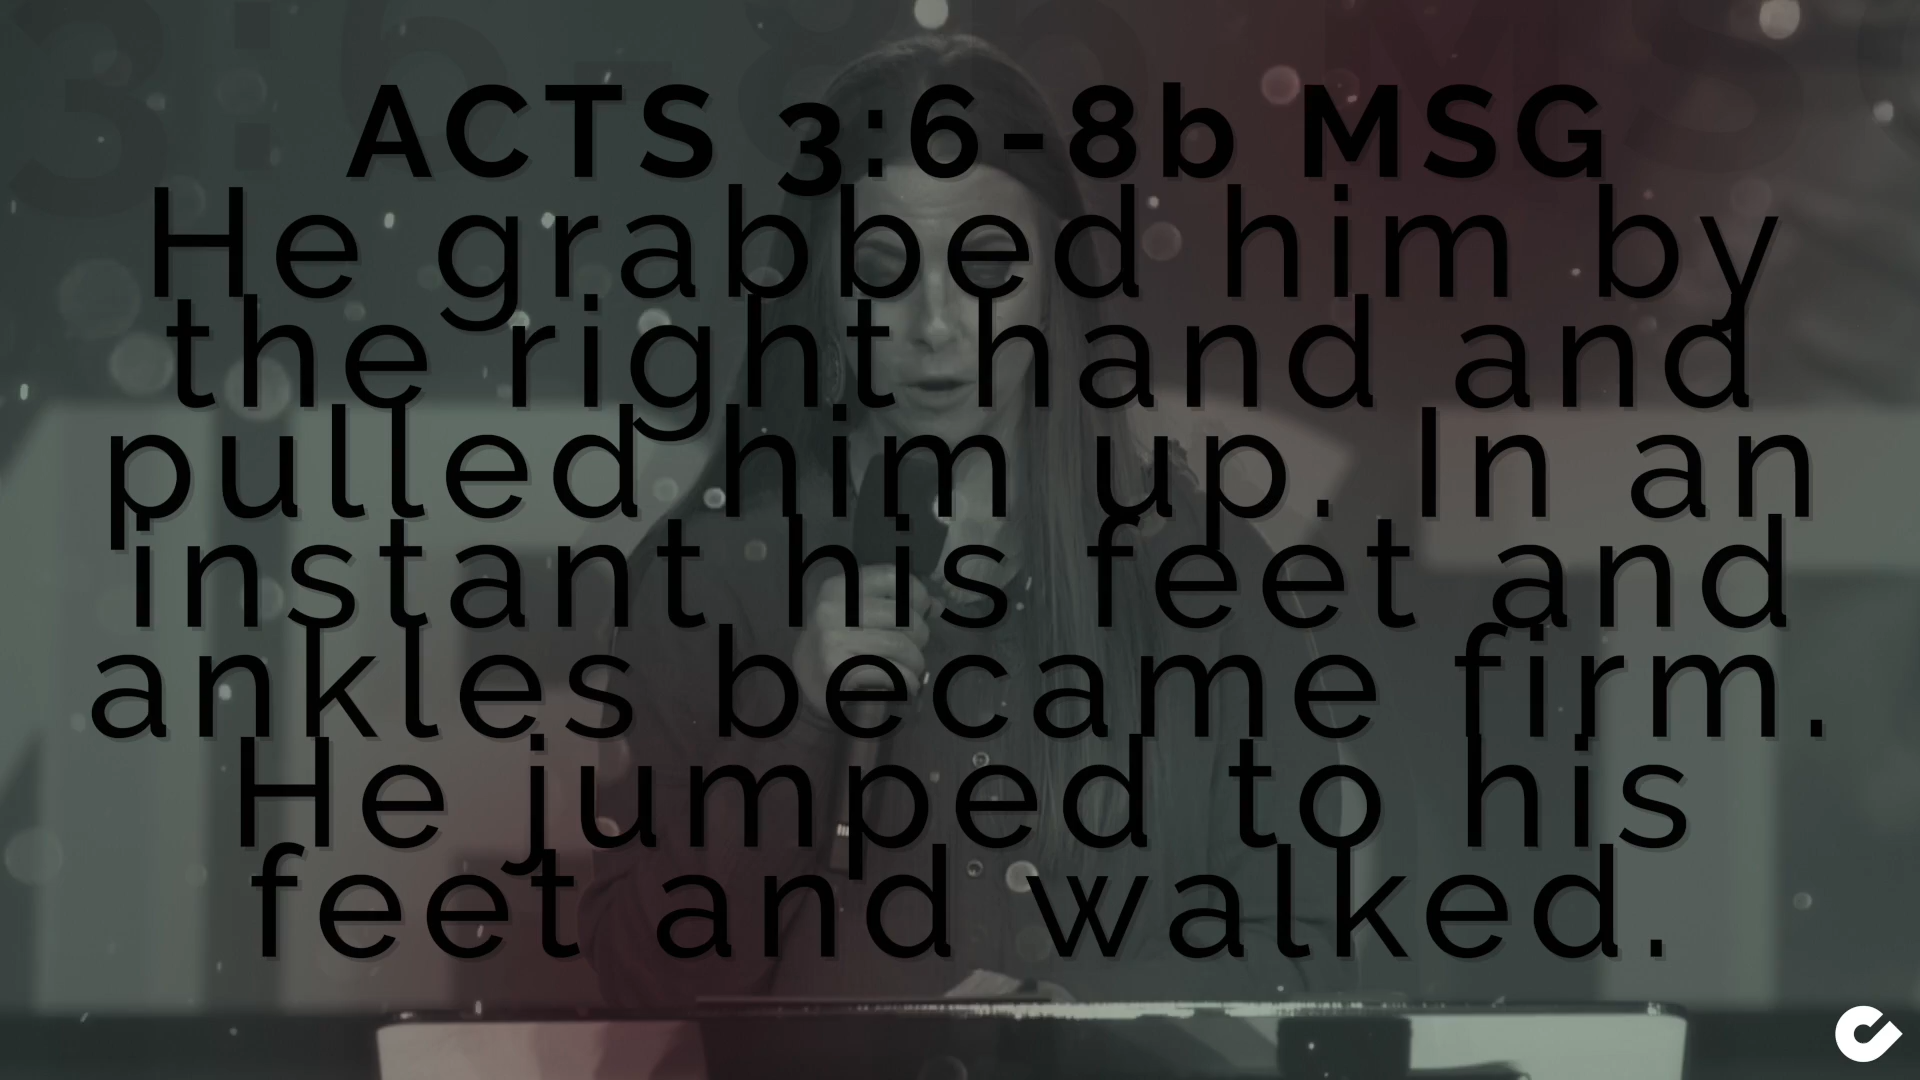 ACTS 3:6-8b MSG
He grabbed him by
the right hand and
pulled him up. In an
instant his feet and
ankles became firm.
He jumped to his
feet and walked.